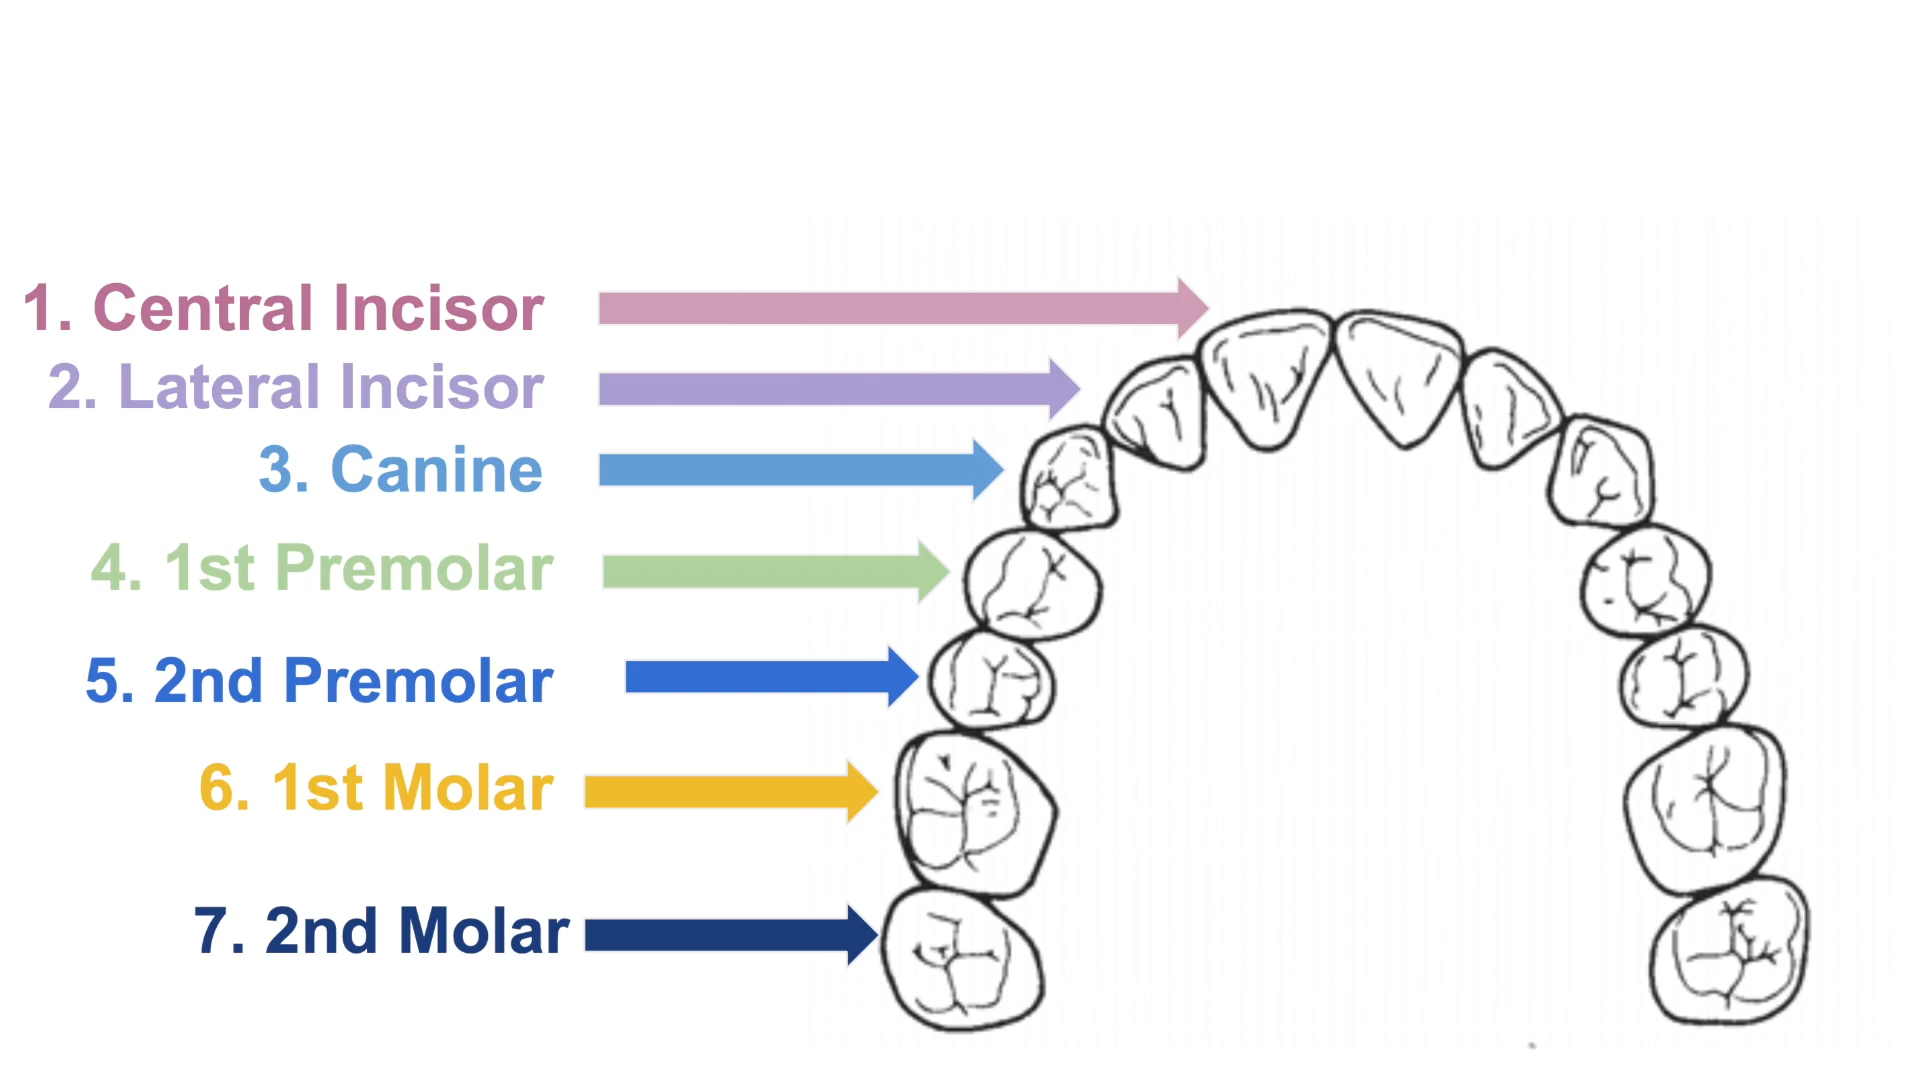 1. Central Incisor
2. Lateral Incisor
3. Canine
4. 1st Premolar
5. 2nd Premolar
6. 1st Molar
7. 2nd Molar